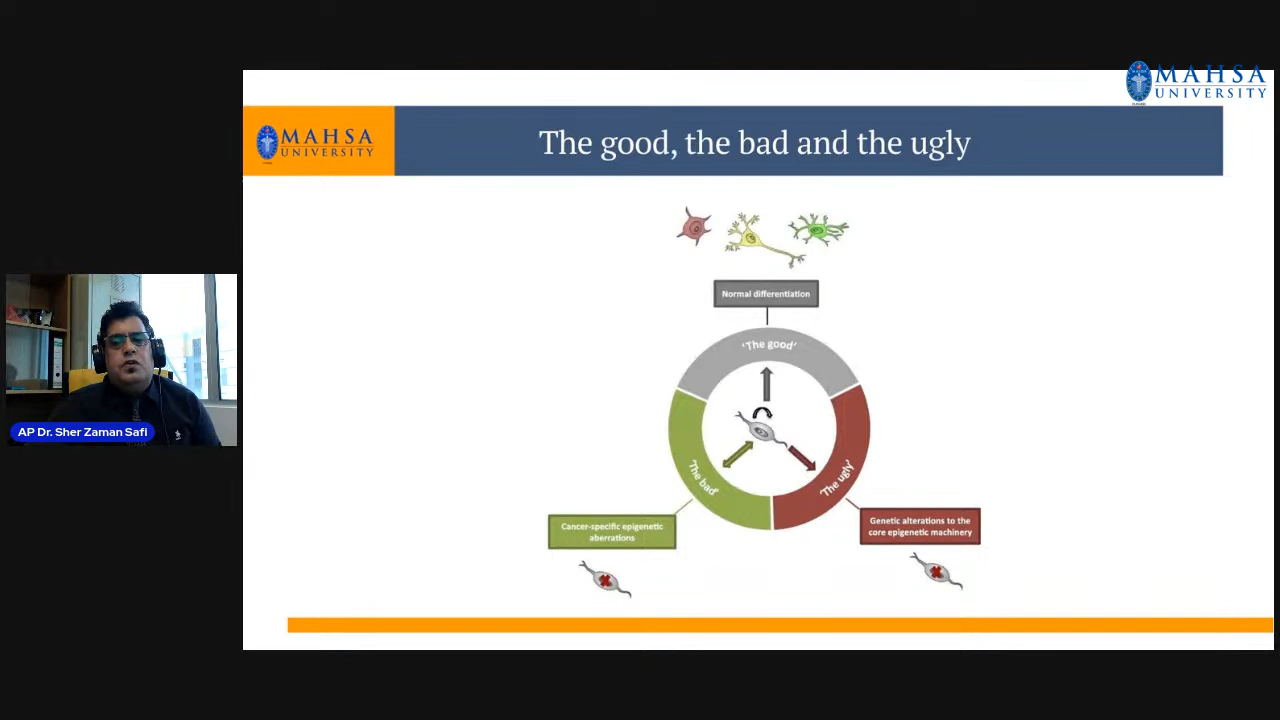 MAHSA
UNIVERSITY
MAHSA
UNIVERSITY
The good, the bad and the ugly
Normal differentiation
'The good'
'The bad'
'The ugly'
Cancer-specific epigenetic
aberrations
Genetic alterations to the
core epigenetic machinery
AP Dr. Sher Zaman Safi